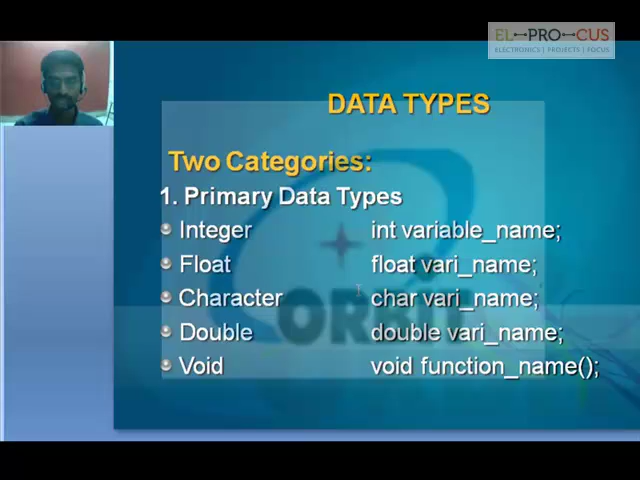 EL PRO CUS
ELECTRONICS | PROJECTS | FOCUS
DATA TYPES
Two Categories:
1. Primary Data Types
Integer int variable_name;
Float float vari_name;
Character char vari_name;
Double double vari_name;
Void void function_name();
ORBIT